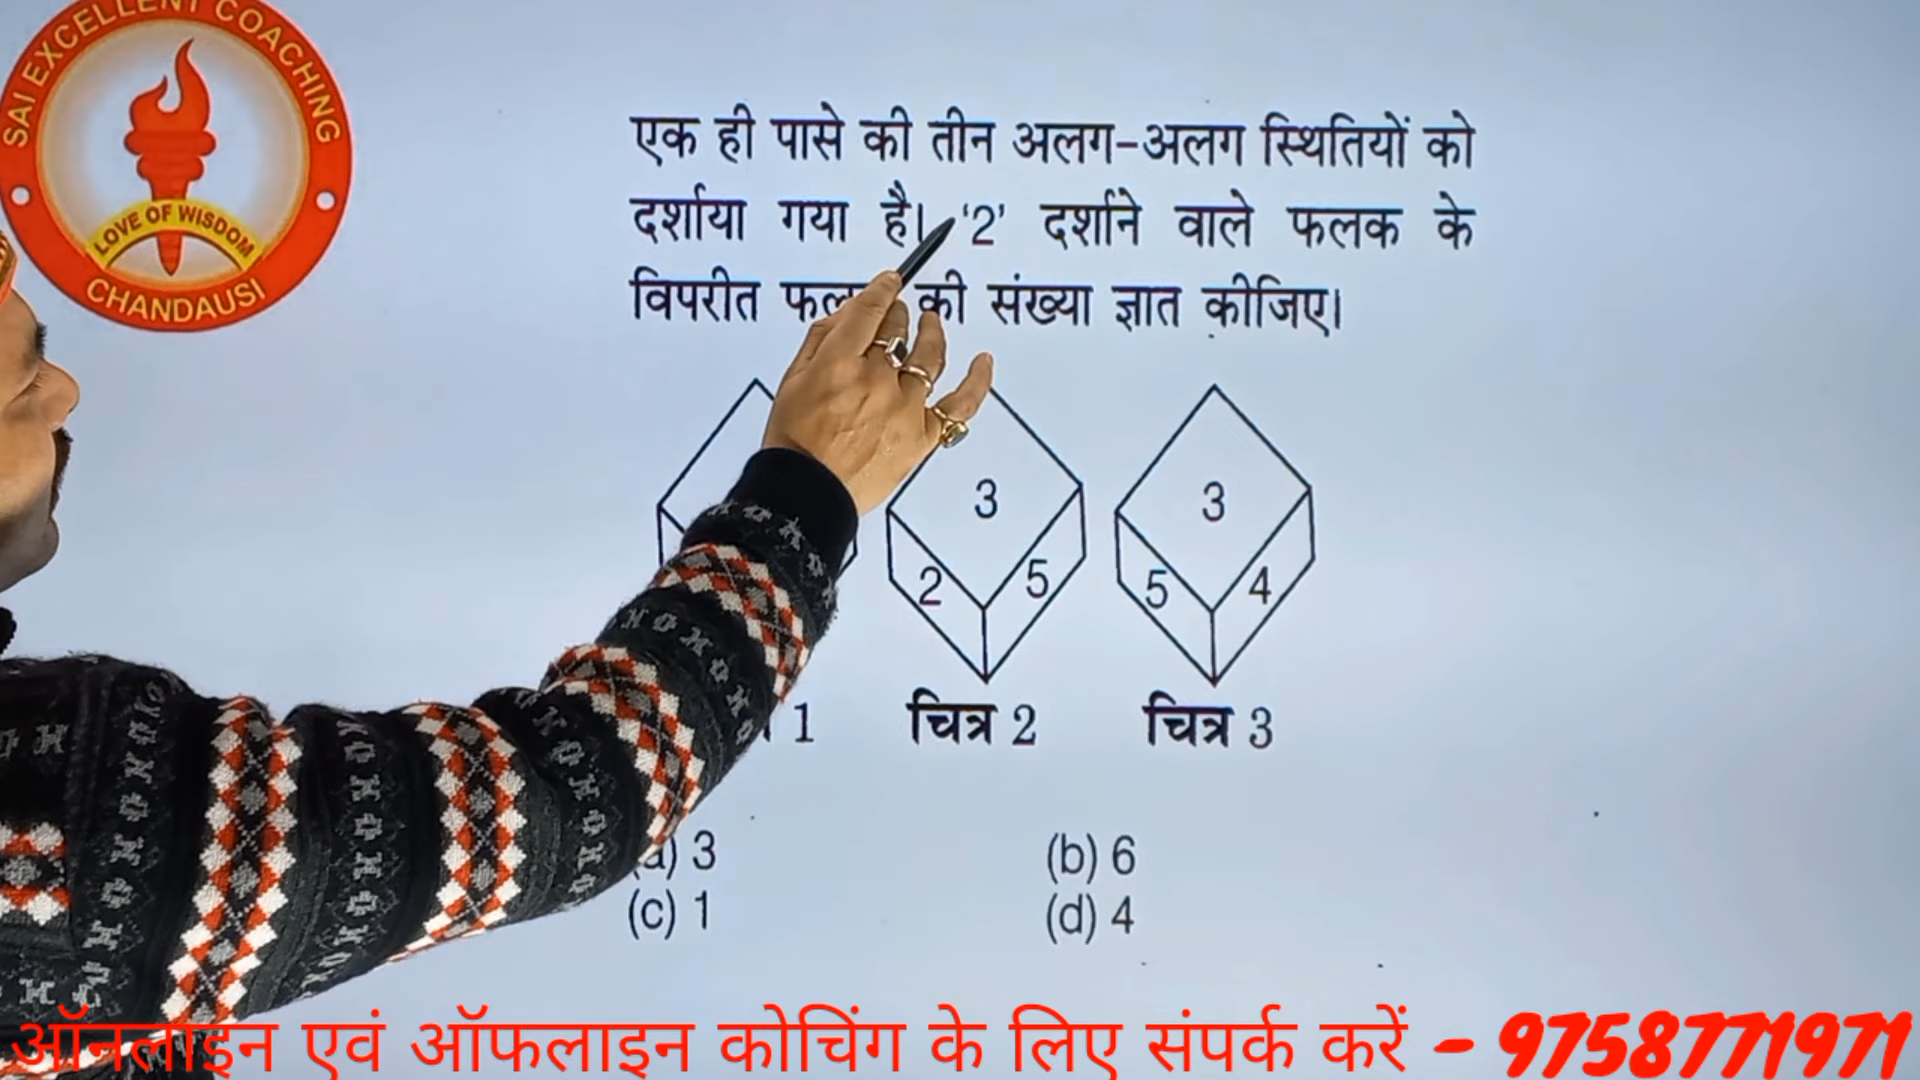 SAI EXCELLENT COACHING
LOVE OF WISDOM
CHANDAUSI
एक ही पासे की तीन अलग-अलग स्थितियों को
दर्शाया गया है। '2' दर्शाने वाले फलक के
विपरीत की संख्या ज्ञात कीजिए।
3 3
2 5 5 4
1 चित्र 2 चित्र 3
(a) 3 (b) 6
(c) 1 (d) 4
ऑनलाइन एवं ऑफलाइन कोचिंग के लिए संपर्क करें - 9758771971